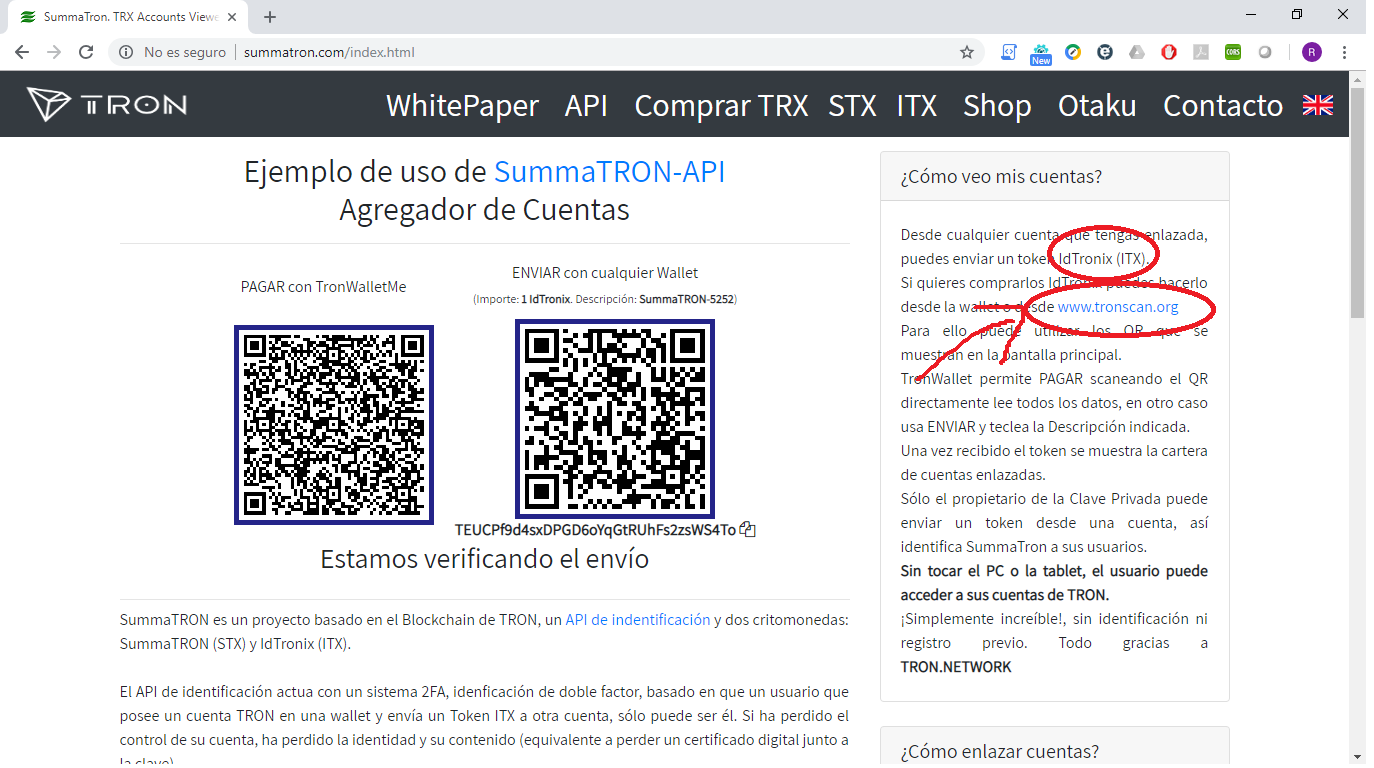 SummaTron. TRX Accounts Viewe
No es seguro
summatron.com/index.html
New
CORS
R
TRON
WhitePaper
API
Comprar TRX
STX
ITX
Shop
Otaku
Contacto
Ejemplo de uso de SummaTRON-API
Agregador de Cuentas
PAGAR con TronWalletMe
ENVIAR con cualquier Wallet
(Importe: 1 IdTronix. Descripción: SummaTRON-5252)
TEUCPf9d4sxDPGD6oYqGtRUhFs2zsWS4To
Estamos verificando el envío
SummaTRON es un proyecto basado en el Blockchain de TRON, un API de indentificación y dos critomonedas:
SummaTRON (STX) y IdTronix (ITX).
El API de identificación actua con un sistema 2FA, idenficación de doble factor, basado en que un usuario que
posee un cuenta TRON en una wallet y envía un Token ITX a otra cuenta, sólo puede ser él. Si ha perdido el
control de su cuenta, ha perdido la identidad y su contenido (equivalente a perder un certificado digital junto a
la clave)
¿Cómo veo mis cuentas?
Desde cualquier cuenta que tengas enlazada,
puedes enviar un token IdTronix (ITX).
Si quieres comprarlos IdTronix puedes hacerlo
desde la wallet o desde www.tronscan.org
Para ello puede utilizar los QR que se
muestran en la pantalla principal.
TronWallet permite PAGAR scaneando el QR
directamente lee todos los datos, en otro caso
usa ENVIAR y teclea la Descripción indicada.
Una vez recibido el token se muestra la cartera
de cuentas enlazadas.
Sólo el propietario de la Clave Privada puede
enviar un token desde una cuenta, así
identifica SummaTron a sus usuarios.
Sin tocar el PC o la tablet, el usuario puede
acceder a sus cuentas de TRON.
¡Simplemente increíble!, sin identificación ni
registro previo. Todo gracias a
TRON.NETWORK
¿Cómo enlazar cuentas?